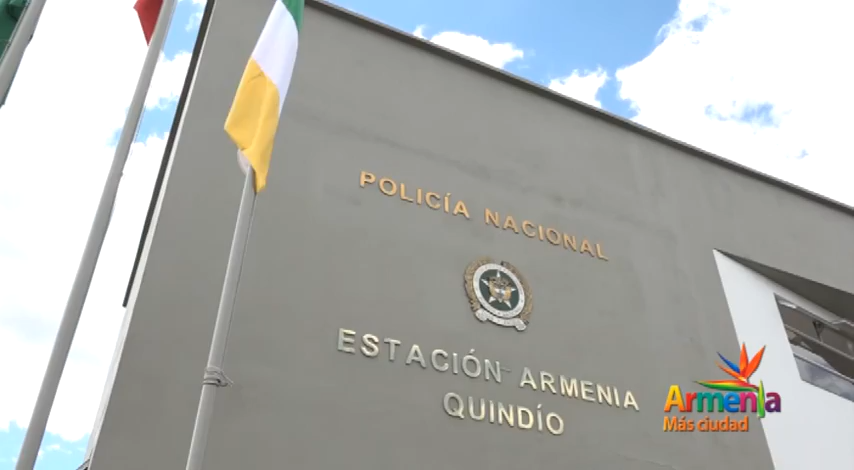 POLICÍA NACIONAL
ESTACIÓN ARMENIA
QUINDÍO
Armenia
Más ciudad